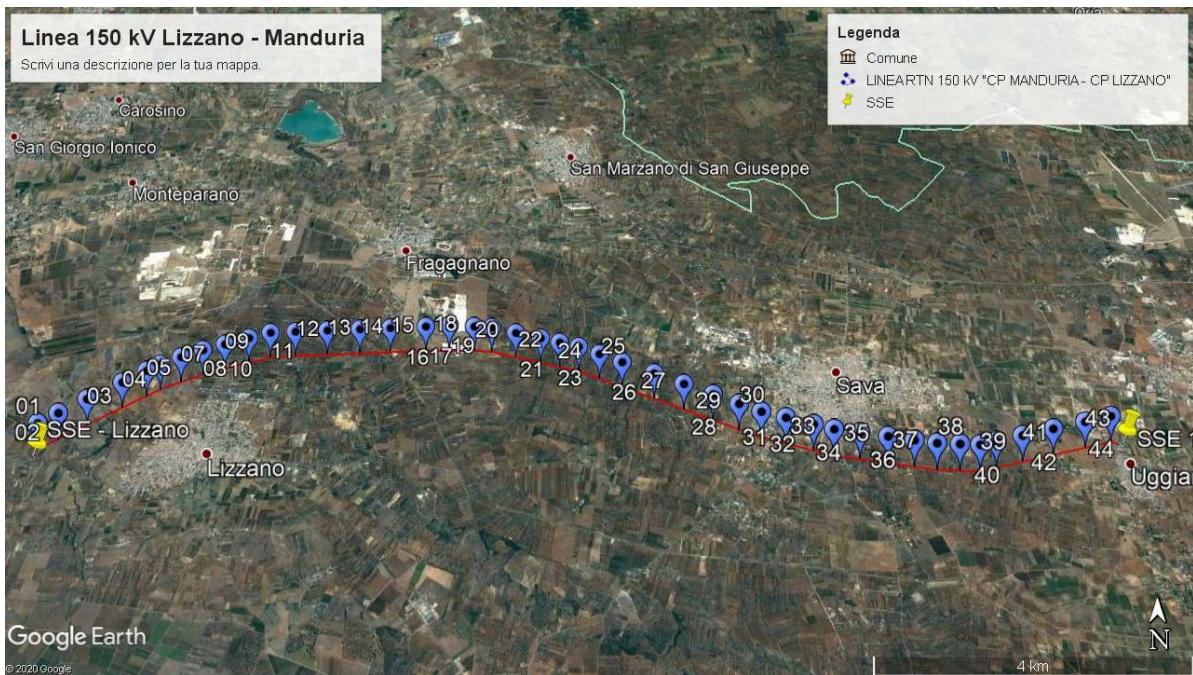 Linea 150 kV Lizzano - Manduria
Scrivi una descrizione per la tua mappa.
Legenda
Comune
LINEA RTN 150 kV "CP MANDURIA - CP LIZZANO"
SSE
Carosino
San Giorgio Ionico
Monteparano
San Marzano di San Giuseppe
Fragagnano
01
02
SSE - Lizzano
03
04
05
07
08
09
10
11
12
13
14
15
16
17
18
19
20
21
22
23
24
25
26
27
28
29
30
31
32
33
34
35
36
37
38
39
40
41
42
43
44
Sava
Lizzano
SSE
Uggia
Google Earth
© 2020 Google
N
4 km